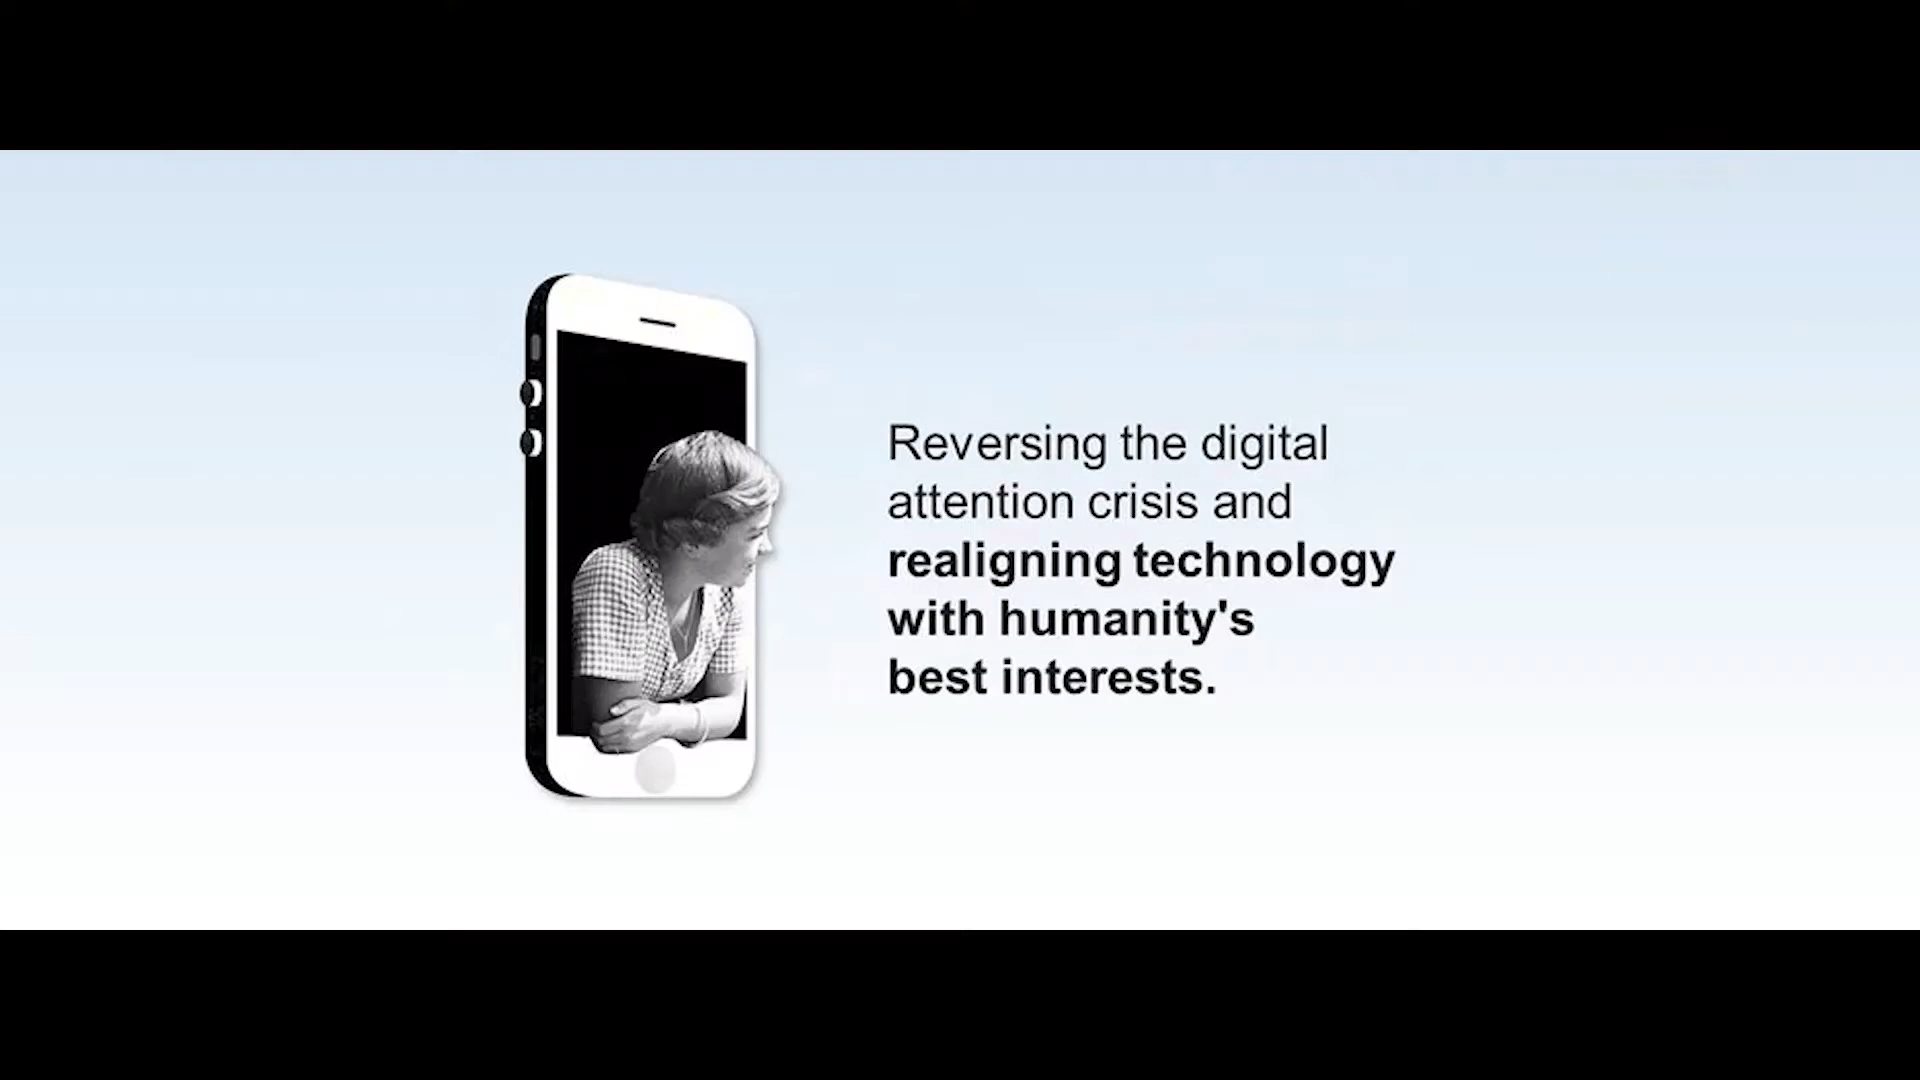 Reversing the digital
attention crisis and
realigning technology
with humanity's
best interests.